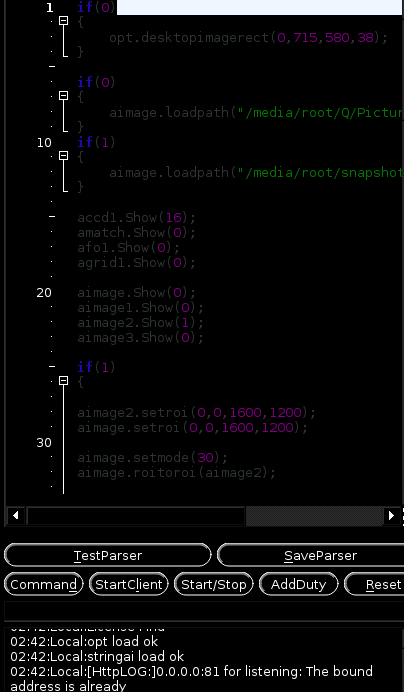 1 if(0)
{
opt.desktopimagerect(0,715,580,38);
}
if(0)
{
aimage.loadpath("/media/root/Q/Pictur
}
10 if(1)
{
aimage.loadpath("/media/root/snapshot
}
accd1.Show(16);
amatch.Show(0);
afo1.Show(0);
agrid1.Show(0);
20 aimage.Show(0);
aimage1.Show(0);
aimage2.Show(1);
aimage3.Show(0);
if(1)
{
aimage2.setroi(0,0,1600,1200);
aimage.setroi(0,0,1600,1200);
30
aimage.setmode(30);
aimage.roitoroi(aimage2);
TestParser SaveParser
Command StartClient Start/Stop AddDuty Reset
02:42:Local:opt load ok
02:42:Local:stringai load ok
02:42:Local:[HttpLOG:]0.0.0.0:81 for listening: The bound
address is already